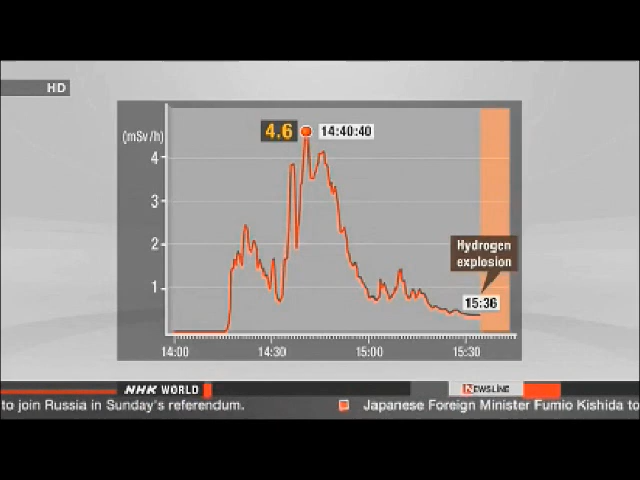 HD
(mSv/h)
4.6
14:40:40
4
3
2
1
Hydrogen
explosion
15:36
14:00
14:30
15:00
15:30
NHK WORLD
NEWSLINE
to join Russia in Sunday's referendum.
Japanese Foreign Minister Fumio Kishida to